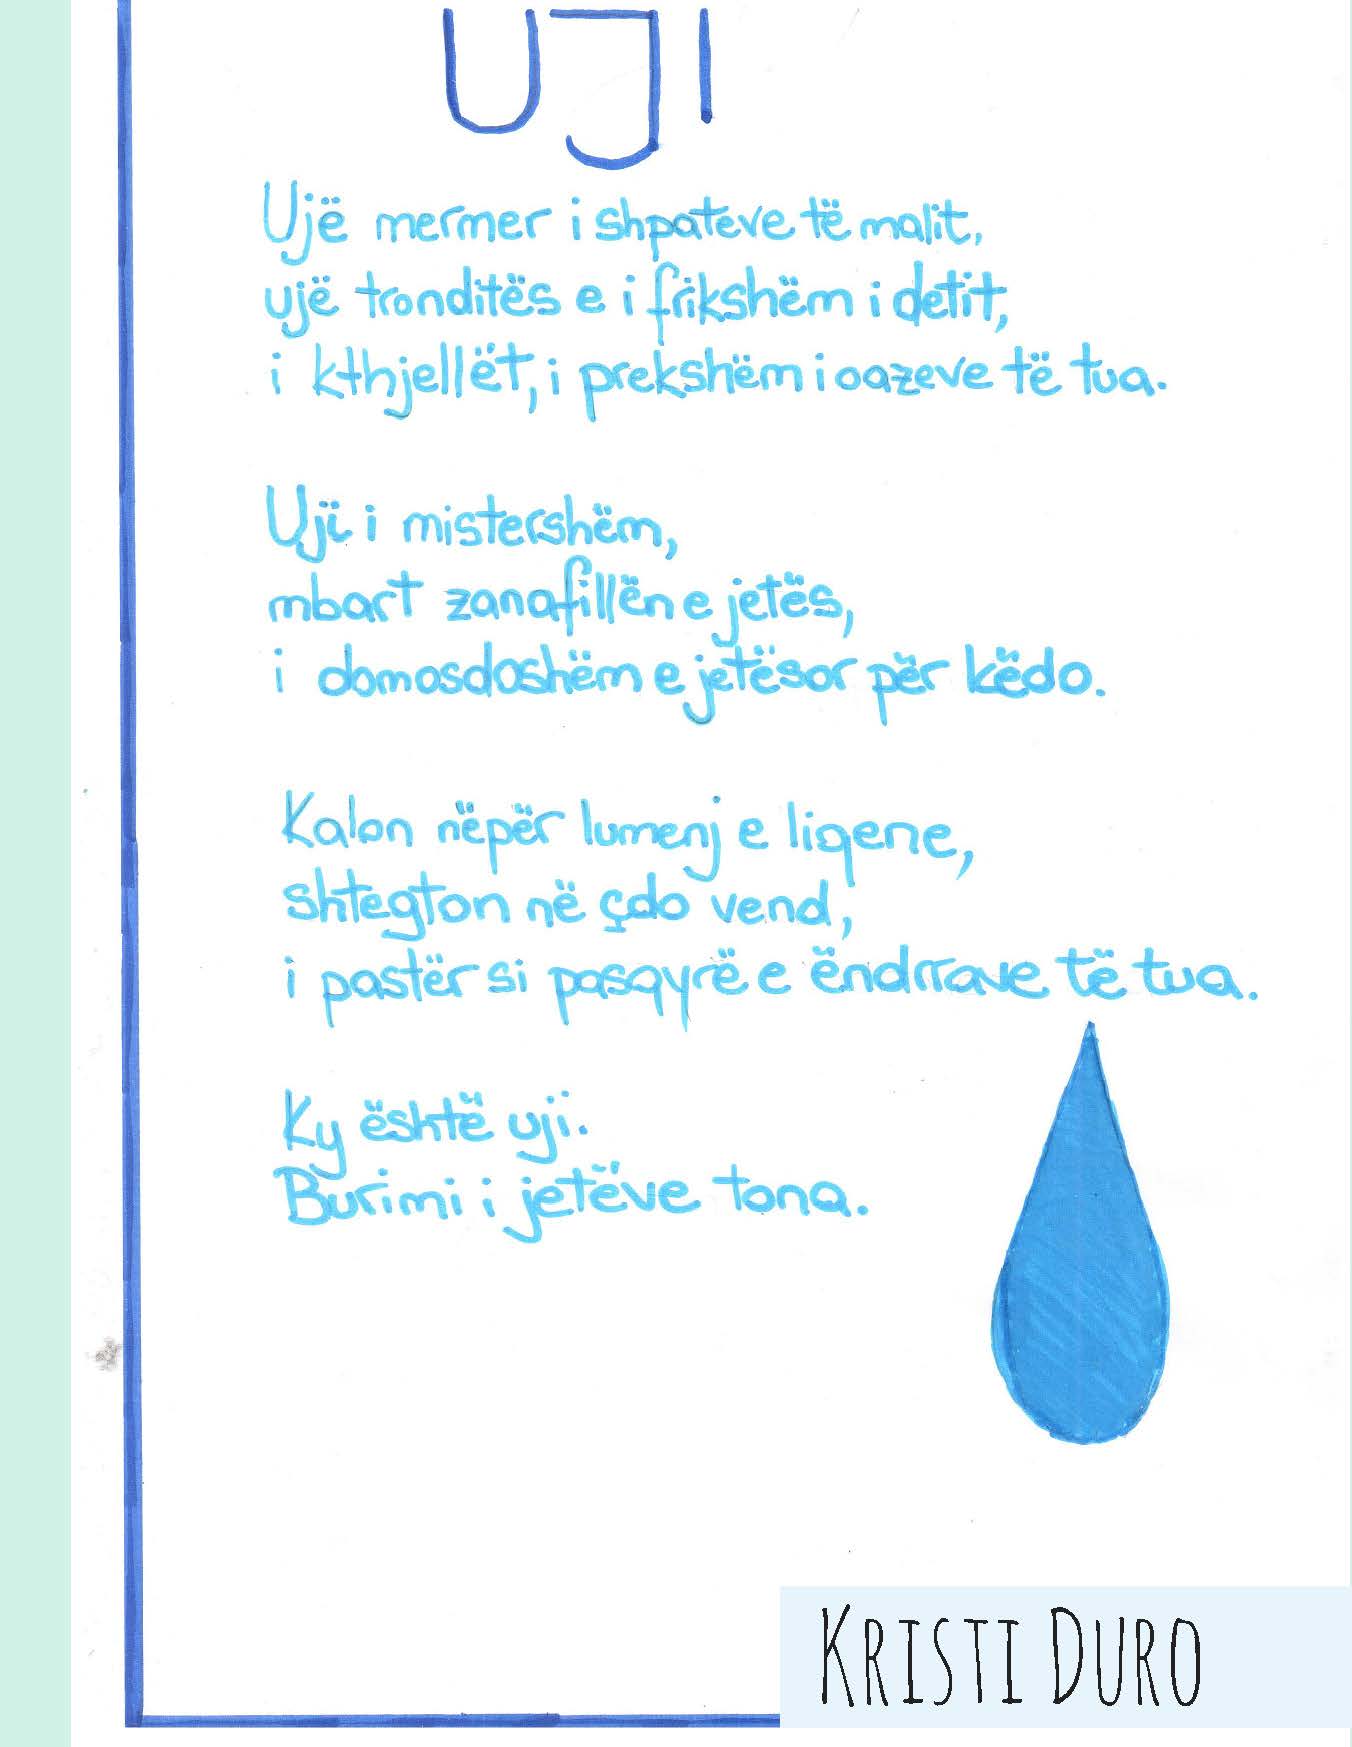 UJI
Ujë mermer i shpateve të malit,
ujë tronditës e i frikshëm i detit,
i kthjellët, i prekshëm i oazeve të tua.
Uji i mistershëm,
mbart zanafillën e jetës,
i domosdoshëm e jetësor për këdo.
Kalon nëpër lumenj e liqene,
shtegton në çdo vend,
i pastër si pasqyrë e ëndrrave të tua.
Ky është uji.
Burimi i jetëve tona.
KRISTI DURO